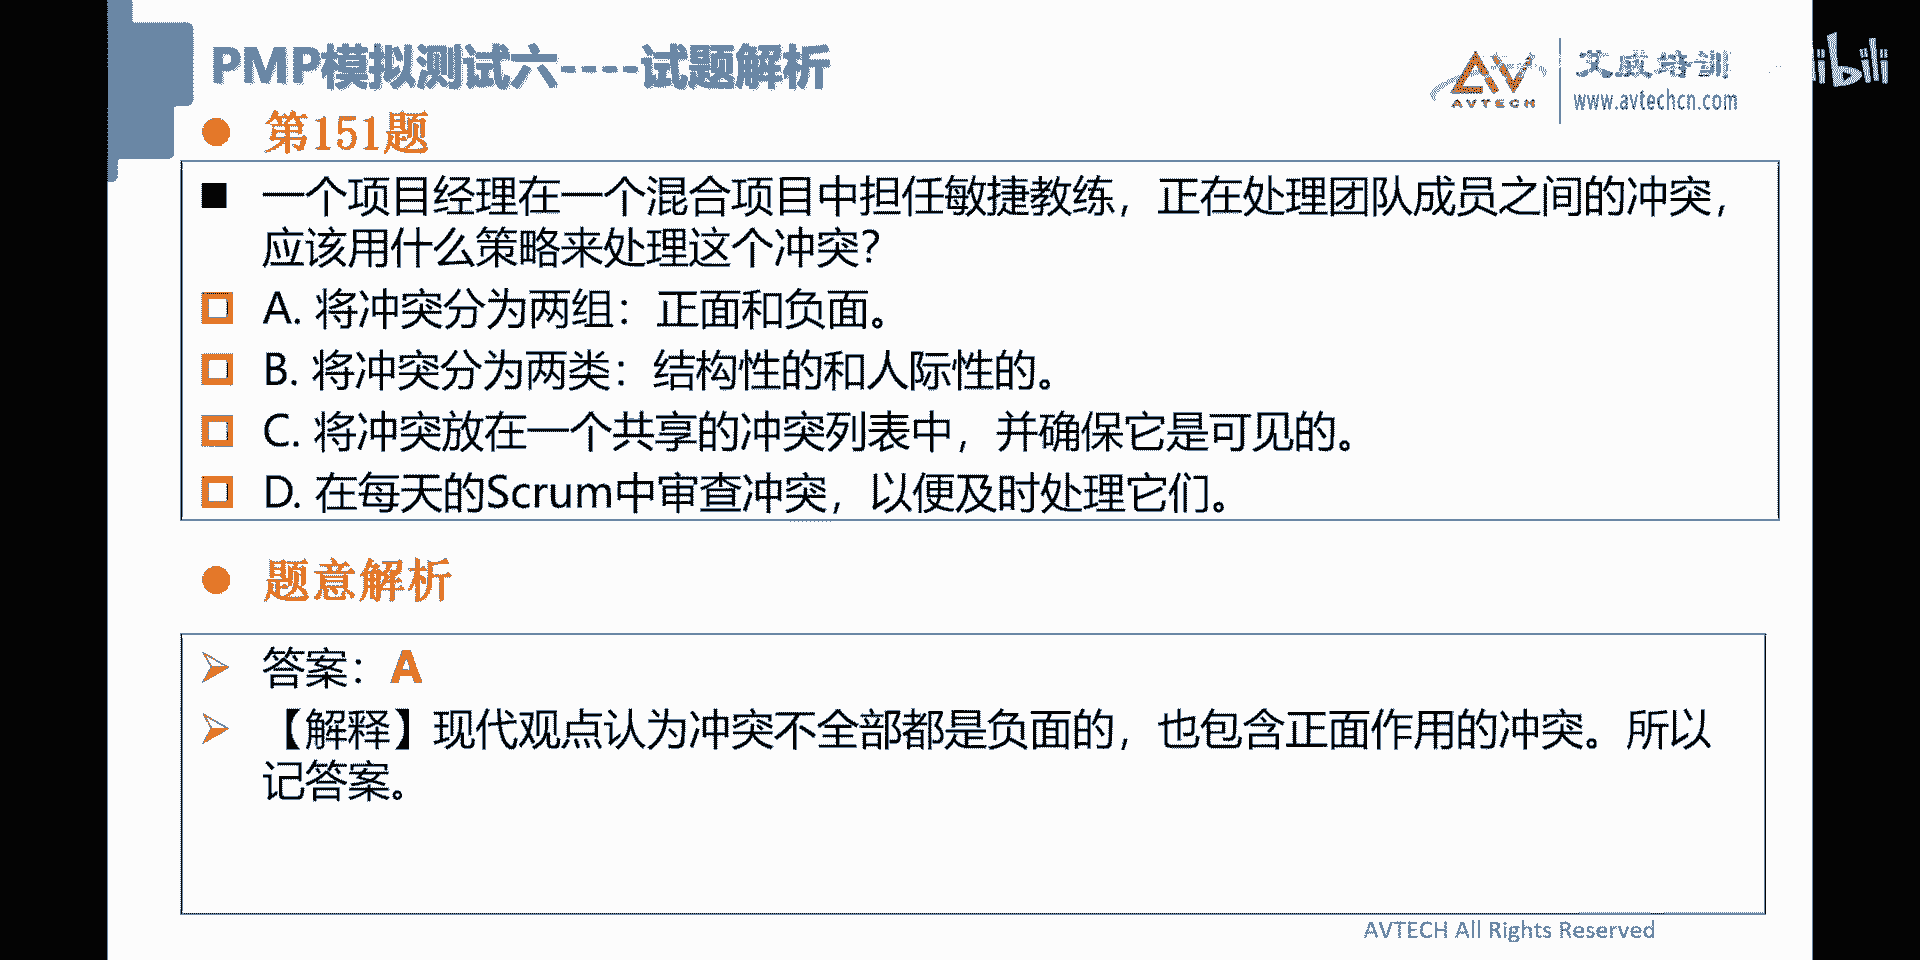 PMP模拟测试六----试题解析
AVTECH
艾威培训
www.avtechcn.com
bilibili
第151题
一个项目经理在一个混合项目中担任敏捷教练，正在处理团队成员之间的冲突，
应该用什么策略来处理这个冲突？
A. 将冲突分为两组：正面和负面。
B. 将冲突分为两类：结构性的和人际性的。
C. 将冲突放在一个共享的冲突列表中，并确保它是可见的。
D. 在每天的Scrum中审查冲突，以便及时处理它们。
题意解析
答案：A
【解释】现代观点认为冲突不全部都是负面的，也包含正面作用的冲突。所以
记答案。
AVTECH All Rights Reserved